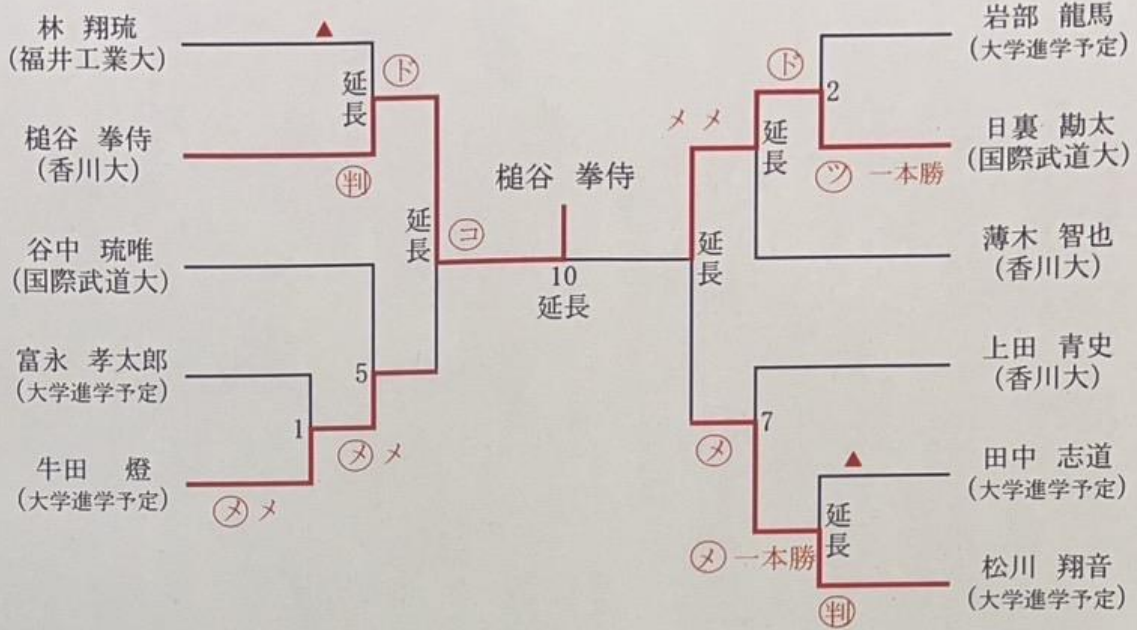 林 翔琉
(福井工業大)
▲
延長
㋣
槌谷 拳侍
(香川大)
判
延長
㋙
谷中 琉唯
(国際武道大)
富永 孝太郎
(大学進学予定)
5
1
㋱ メ
牛田 燈
(大学進学予定)
㋱ メ
槌谷 拳侍
10
延長
岩部 龍馬
(大学進学予定)
ド
2
メ メ
延長
日裏 勘太
(国際武道大)
㋡ 一本勝
薄木 智也
(香川大)
延長
上田 青史
(香川大)
㋱
7
▲
田中 志道
(大学進学予定)
延長
㋱ 一本勝
松川 翔音
(大学進学予定)
判